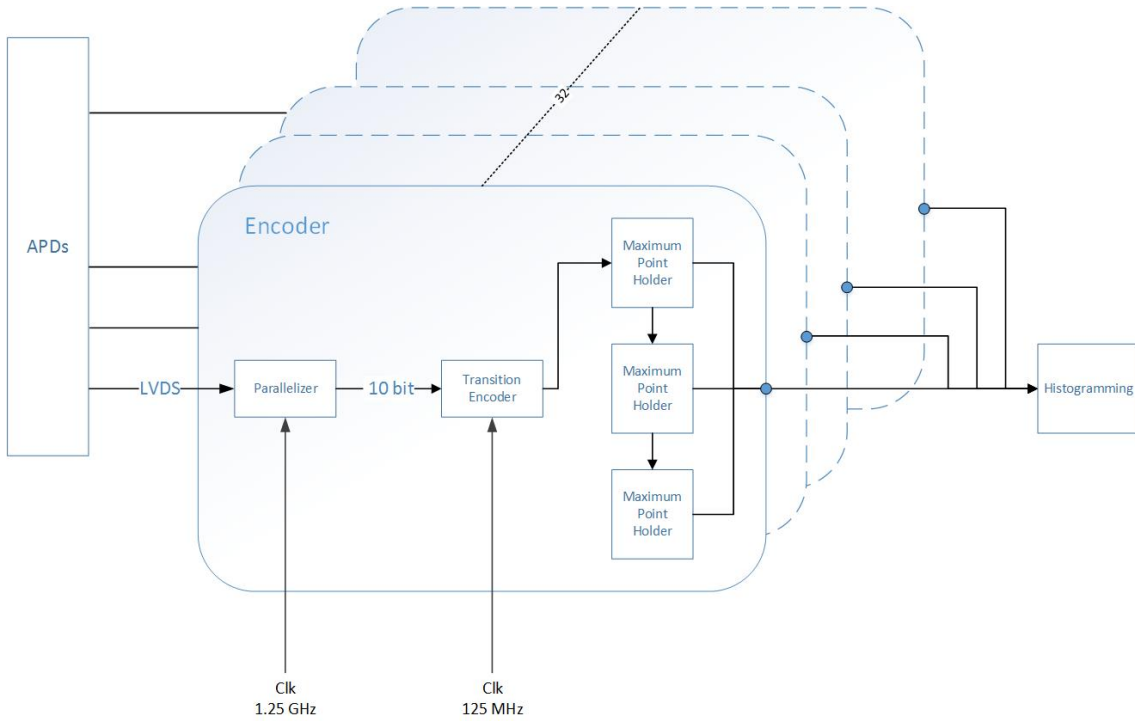 32
Encoder
APDs
Maximum
Point
Holder
Maximum
Point
Holder
Maximum
Point
Holder
LVDS
Parallelizer
10 bit
Transition
Encoder
Histogramming
Clk
1.25 GHz
Clk
125 MHz